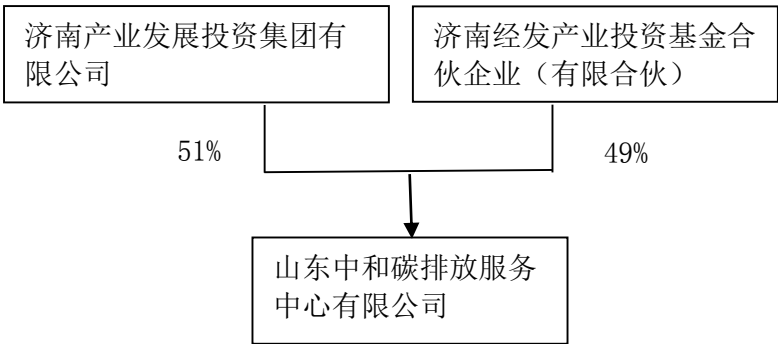 济南产业发展投资集团有
限公司
济南经发产业投资基金合
伙企业（有限合伙）
51%
49%
山东中和碳排放服务
中心有限公司